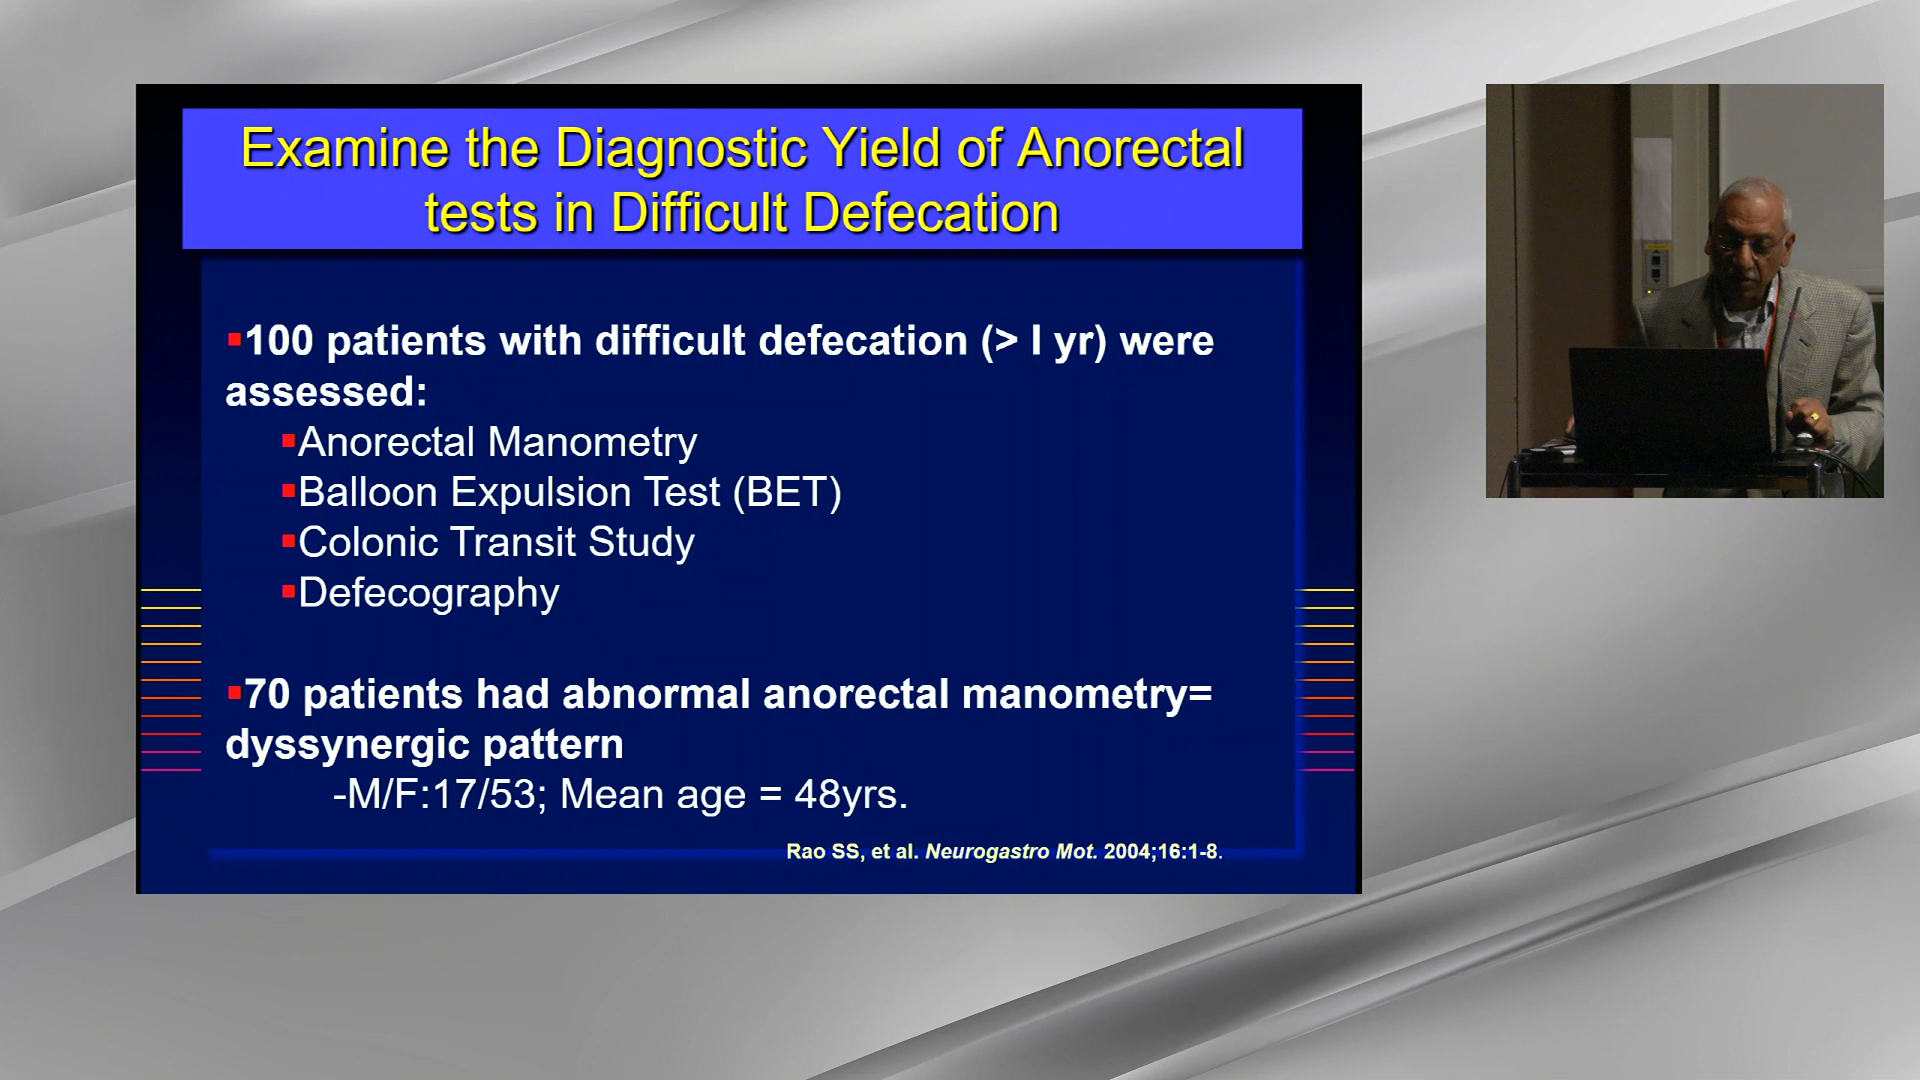 Examine the Diagnostic Yield of Anorectal
tests in Difficult Defecation
▪100 patients with difficult defecation (> I yr) were
assessed:
▪Anorectal Manometry
▪Balloon Expulsion Test (BET)
▪Colonic Transit Study
▪Defecography
▪70 patients had abnormal anorectal manometry=
dyssynergic pattern
-M/F:17/53; Mean age = 48yrs.
Rao SS, et al. Neurogastro Mot. 2004;16:1-8.